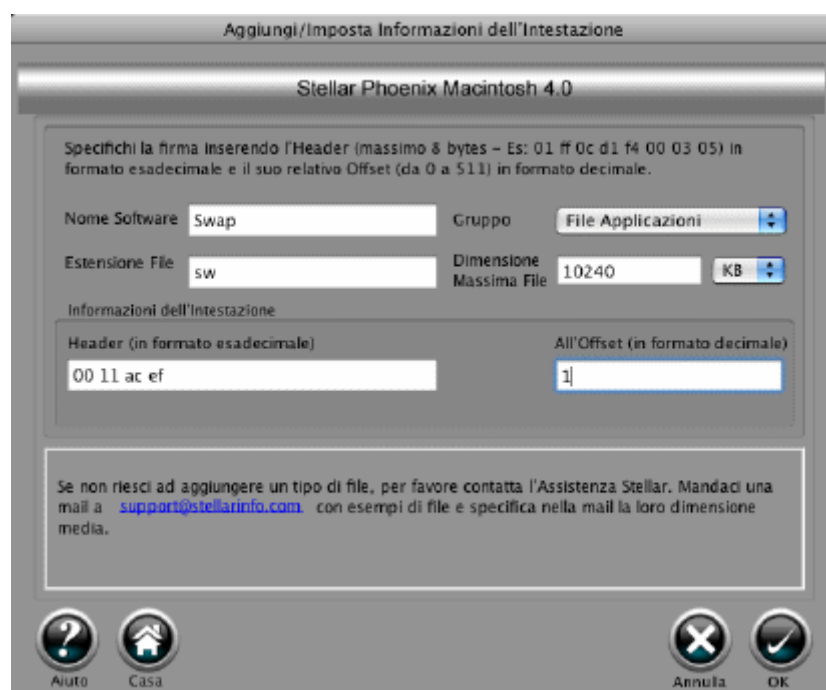 Aggiungi/Imposta Informazioni dell'Intestazione
Stellar Phoenix Macintosh 4.0
Specifichi la firma inserendo l'Header (massimo 8 bytes – Es: 01 ff 0c d1 f4 00 03 05) in
formato esadecimale e il suo relativo Offset (da 0 a 511) in formato decimale.
Nome Software Swap Gruppo File Applicazioni
Estensione File sw Dimensione Massima File 10240 KB
Informazioni dell'Intestazione
Header (in formato esadecimale) All'Offset (in formato decimale)
00 11 ac ef 1
Se non riesci ad aggiungere un tipo di file, per favore contatta l'Assistenza Stellar. Mandaci una
mail a support@stellarinfo.com con esempi di file e specifica nella mail la loro dimensione
media.
Aiuto Casa Annulla OK